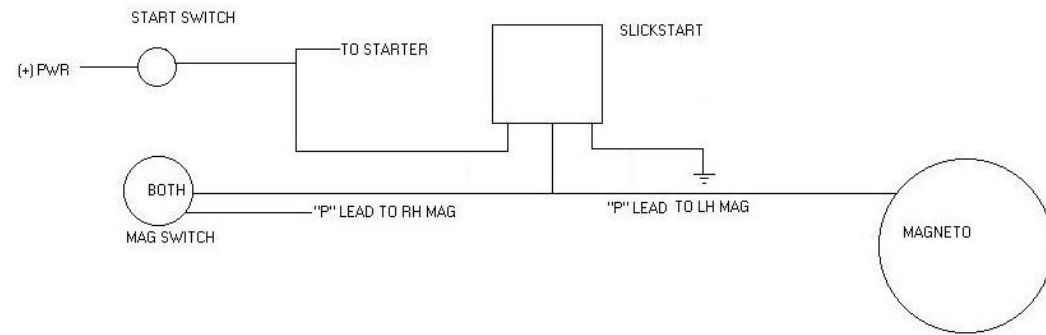 START SWITCH
SLICKSTART
TO STARTER
(+) PWR
BOTH
"P" LEAD TO RH MAG
"P" LEAD TO LH MAG
MAG SWITCH
MAGNETO